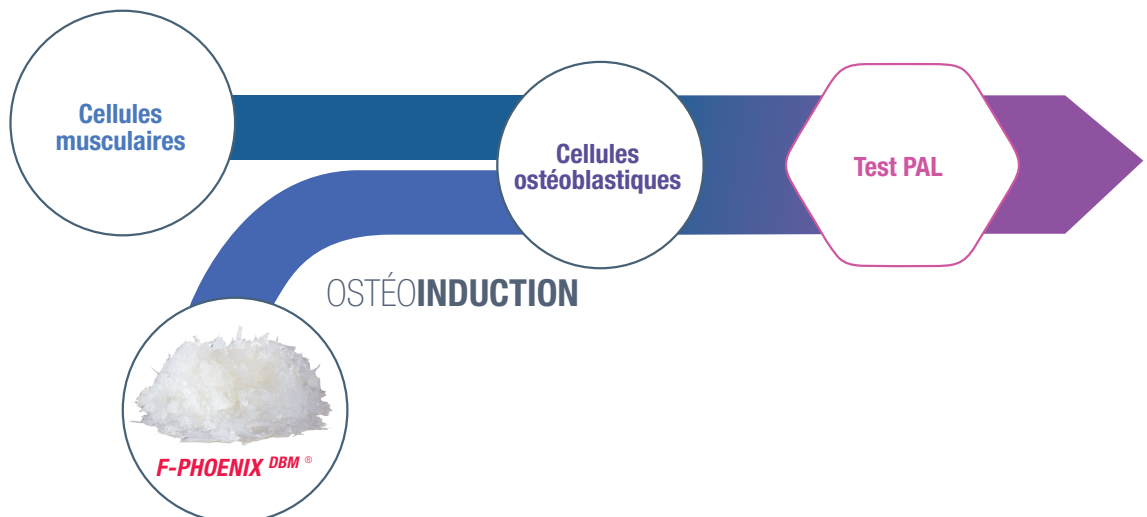 Cellules
musculaires
Cellules
ostéoblastiques
Test PAL
OSTÉOINDUCTION
F-PHOENIX DBM ®